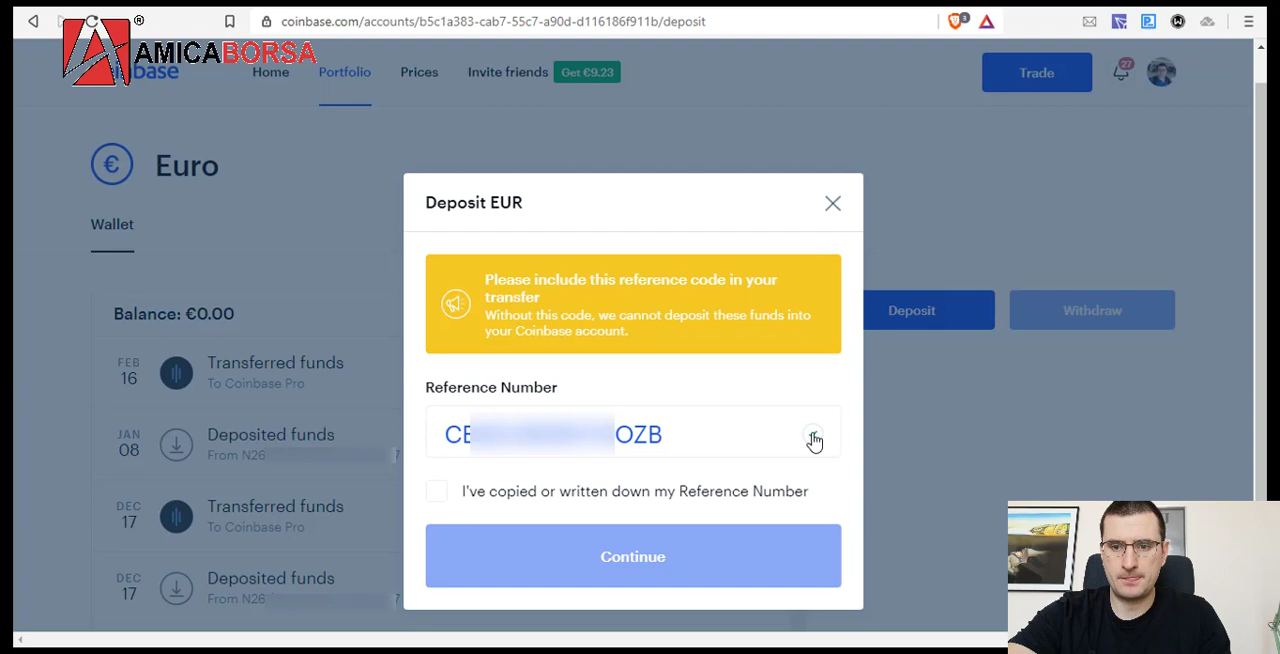 coinbase.com/accounts/b5c1a383-cab7-55c7-a90d-d116186f911b/deposit
3
AMICABORSA®
Home Portfolio Prices Invite friends Get €9.23 Trade 27
€ Euro
Wallet
Balance: €0.00
FEB 16
Transferred funds
To Coinbase Pro
JAN 08
Deposited funds
From N26
DEC 17
Transferred funds
To Coinbase Pro
DEC 17
Deposited funds
From N26
Deposit Withdraw
Deposit EUR
Please include this reference code in your
transfer
Without this code, we cannot deposit these funds into
your Coinbase account.
Reference Number
CB OZB
I've copied or written down my Reference Number
Continue